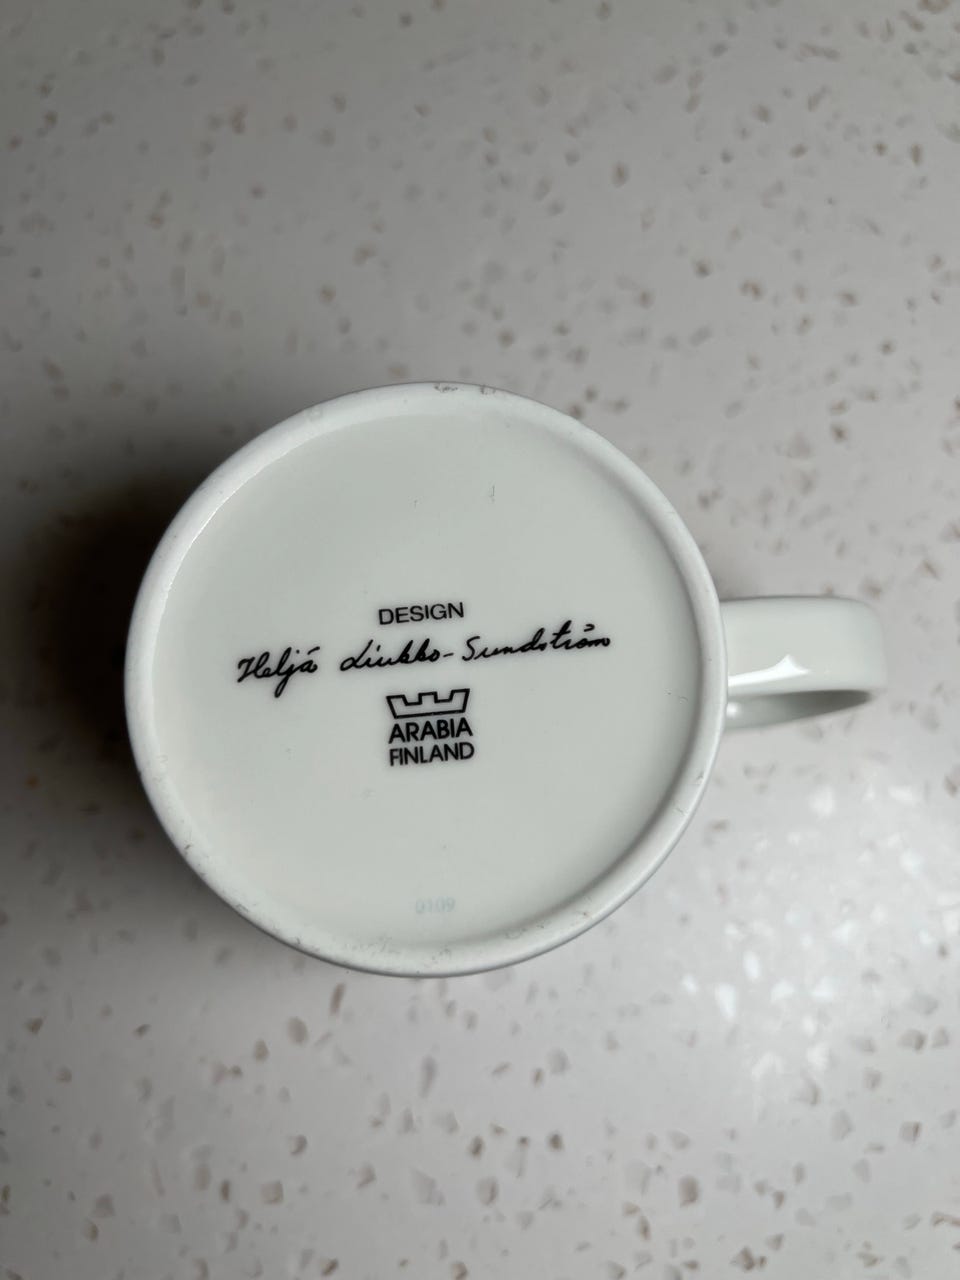 DESIGN
Heljä Liukko-Sundström
ARABIA
FINLAND
0109